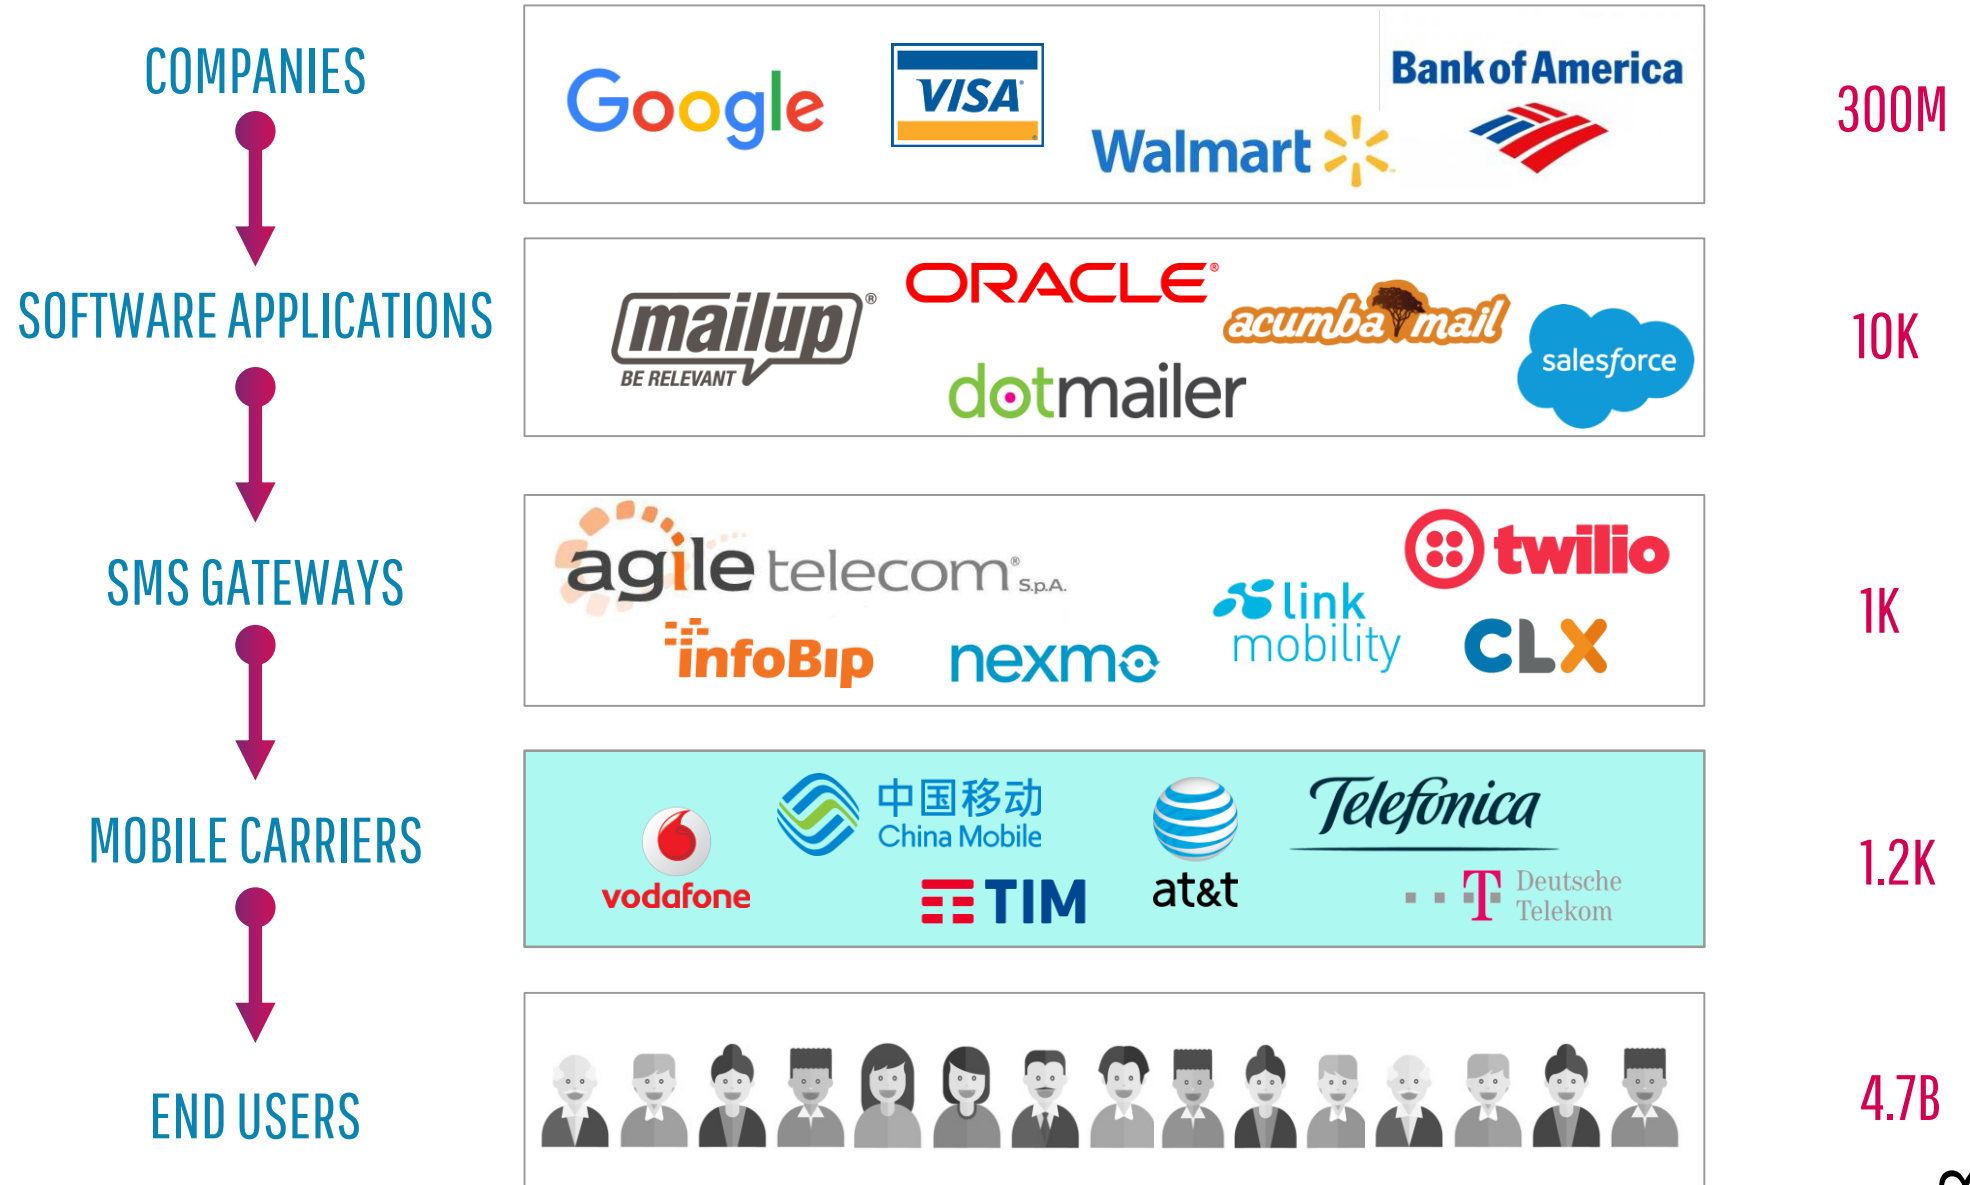 COMPANIES
Google
VISA
Walmart
Bank of America
300M
SOFTWARE APPLICATIONS
mailup®
BE RELEVANT
ORACLE®
dotmailer
acumba mail
salesforce
10K
SMS GATEWAYS
agile telecom® S.p.A.
infoBip
nexmo
link
mobility
twilio
CLX
1K
MOBILE CARRIERS
vodafone
中国移动
China Mobile
TIM
at&t
Telefónica
T Deutsche
Telekom
1.2K
END USERS
4.7B